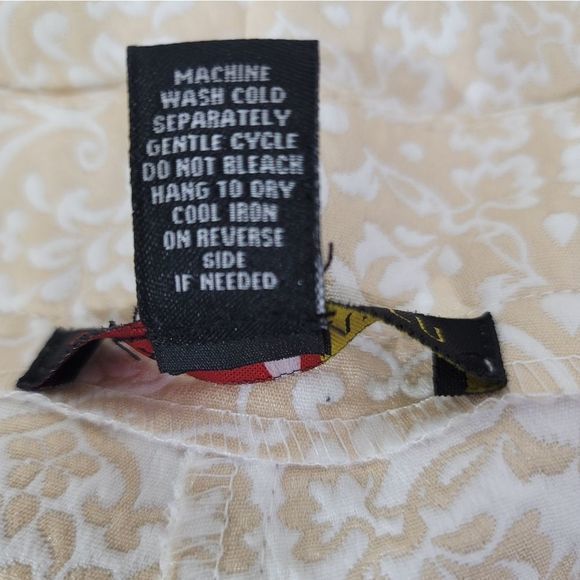 MACHINE
WASH COLD
SEPARATELY
GENTLE CYCLE
DO NOT BLEACH
HANG TO DRY
COOL IRON
ON REVERSE
SIDE
IF NEEDED